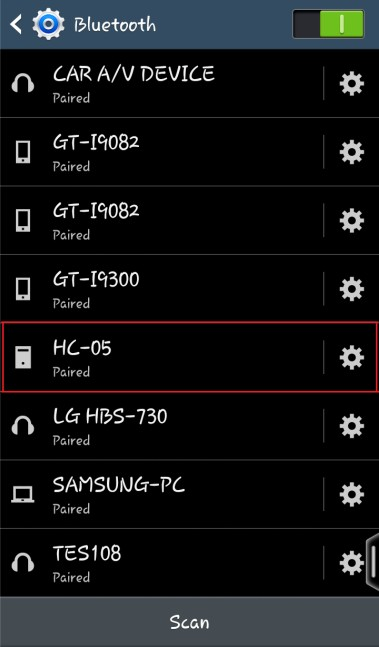 Bluetooth
CAR A/V DEVICE
Paired
GT-I9082
Paired
GT-I9082
Paired
GT-I9300
Paired
HC-05
Paired
LG HBS-730
Paired
SAMSUNG-PC
Paired
TES108
Paired
Scan